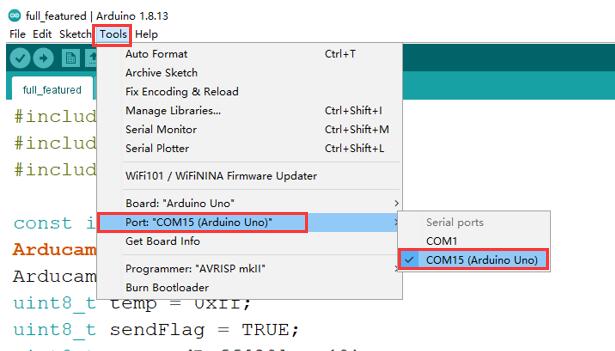 full_featured | Arduino 1.8.13
File Edit Sketch Tools Help
full_featured
Auto Format Ctrl+T
Archive Sketch
Fix Encoding & Reload
Manage Libraries... Ctrl+Shift+I
Serial Monitor Ctrl+Shift+M
Serial Plotter Ctrl+Shift+L
WiFi101 / WiFiNINA Firmware Updater
Board: "Arduino Uno"
Port: "COM15 (Arduino Uno)"
Get Board Info
Programmer: "AVRISP mkII"
Burn Bootloader
Serial ports
COM1
COM15 (Arduino Uno)
#includ
#includ
#includ
const i
Arducam
Arducam
uint8_t temp = 0xff;
uint8_t sendFlag = TRUE;